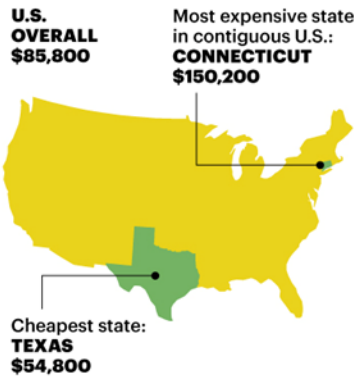 U.S.
OVERALL
$85,800
Most expensive state
in contiguous U.S.:
CONNECTICUT
$150,200
Cheapest state:
TEXAS
$54,800